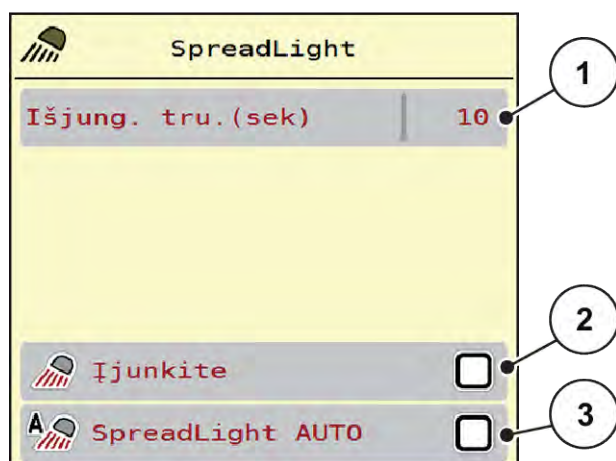 SpreadLight
Išjung. tru.(sek) 10
1
Įjunkite
2
A
SpreadLight AUTO
3